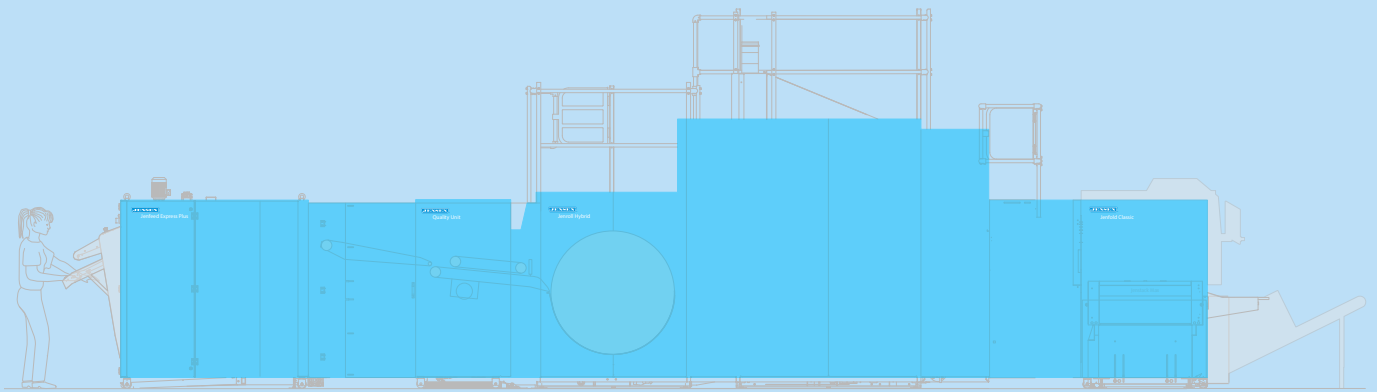 JENSEN
Jenfeed Express Plus
JENSEN
Quality Unit
JENSEN
Jenroll Hybrid
JENSEN
Jenfold Classic